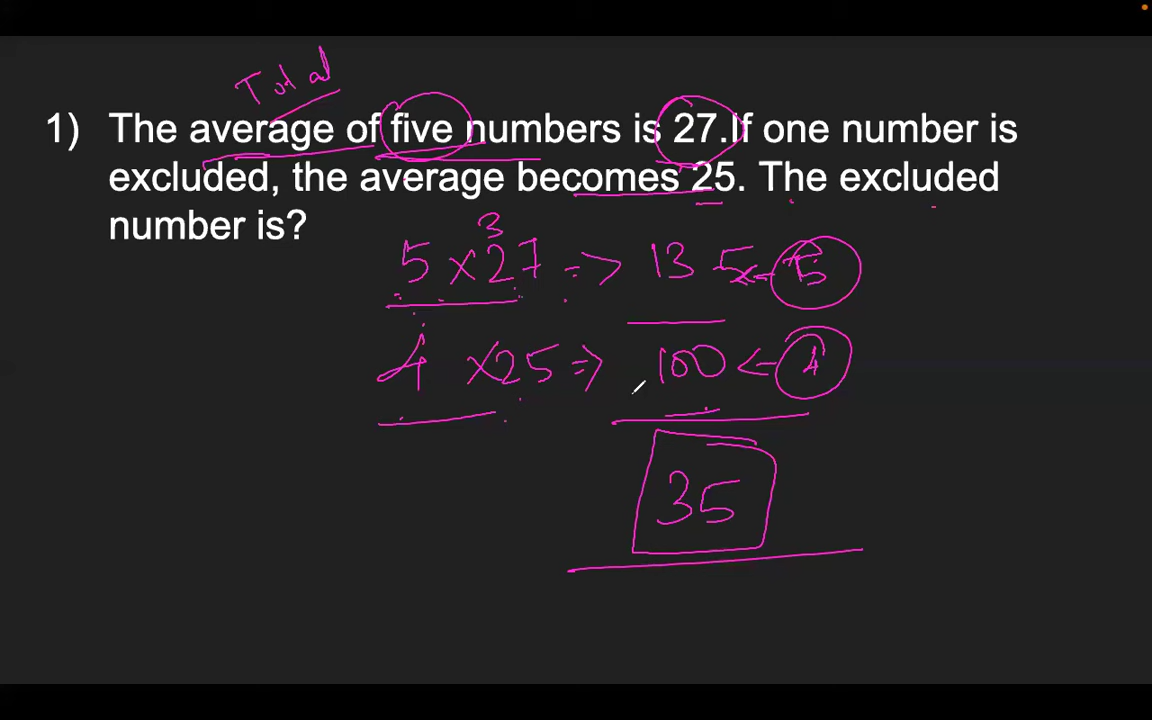 Total
1) The average of five numbers is 27.If one number is
excluded, the average becomes 25. The excluded
number is?
3
5 × 27 => 135 <- 5
4 × 25 => 100 <- 4
35